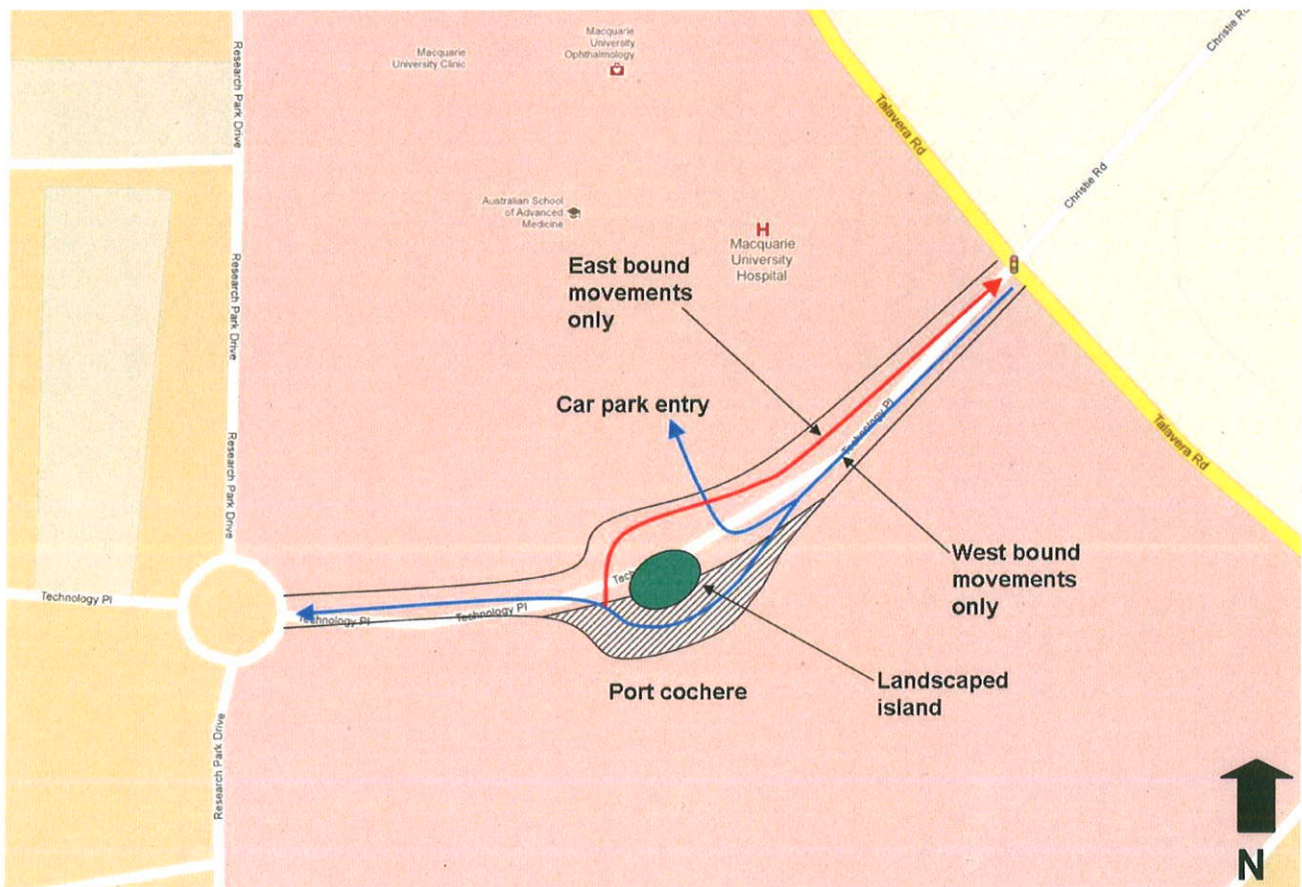 Research Park Drive
Macquarie
University Clinic
Macquarie
University
Ophthalmology
Talavera Rd
Christie Rd
Christie Rd
Australian School
of Advanced
Medicine
H
Macquarie
University
Hospital
East bound
movements
only
Research Park Drive
Car park entry
Technology Pl
Talavera Rd
Research Park Drive
West bound
movements
only
Technology Pl
Technology Pl
Technology Pl
Landscaped
island
Port cochere
Research Park Drive
N